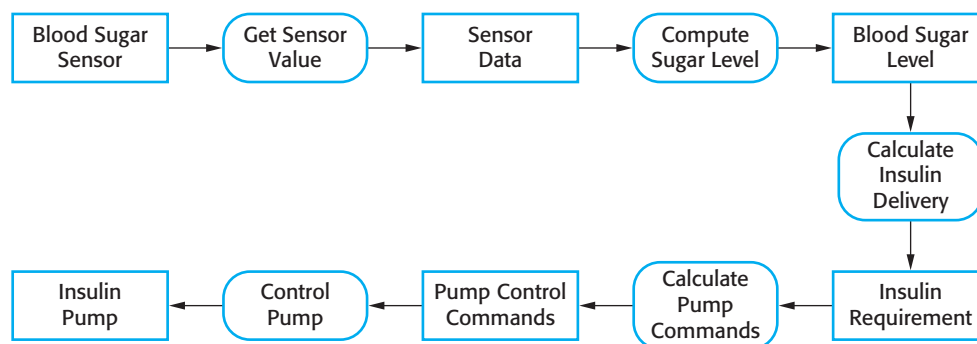 Blood Sugar
Sensor
Get Sensor
Value
Sensor
Data
Compute
Sugar Level
Blood Sugar
Level
Calculate
Insulin
Delivery
Insulin
Requirement
Calculate
Pump
Commands
Pump Control
Commands
Control
Pump
Insulin
Pump